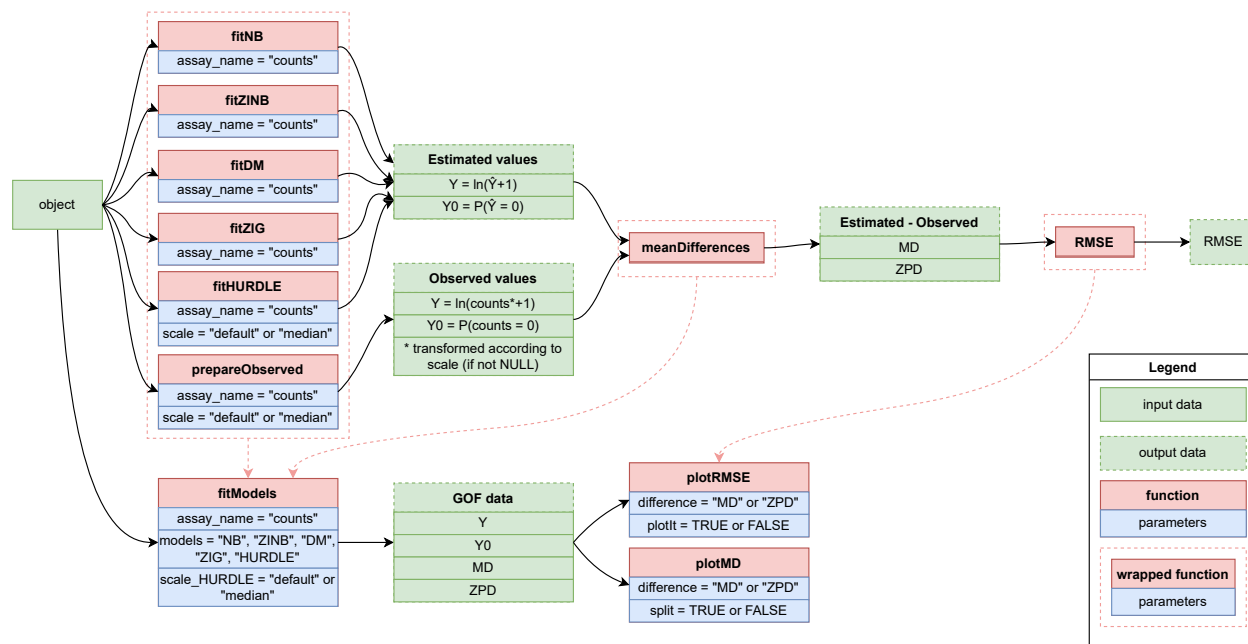 object
fitNB
assay_name = "counts"
fitZINB
assay_name = "counts"
fitDM
assay_name = "counts"
fitZIG
assay_name = "counts"
fitHURDLE
assay_name = "counts"
scale = "default" or "median"
prepareObserved
assay_name = "counts"
scale = "default" or "median"
Estimated values
Y = ln(Ŷ+1)
Y0 = P(Ŷ = 0)
Observed values
Y = ln(counts*+1)
Y0 = P(counts = 0)
* transformed according to
scale (if not NULL)
meanDifferences
Estimated - Observed
MD
ZPD
RMSE
RMSE
fitModels
assay_name = "counts"
models = "NB", "ZINB", "DM",
"ZIG", "HURDLE"
scale_HURDLE = "default" or
"median"
GOF data
Y
Y0
MD
ZPD
plotRMSE
difference = "MD" or "ZPD"
plotIt = TRUE or FALSE
plotMD
difference = "MD" or "ZPD"
split = TRUE or FALSE
Legend
input data
output data
function
parameters
wrapped function
parameters